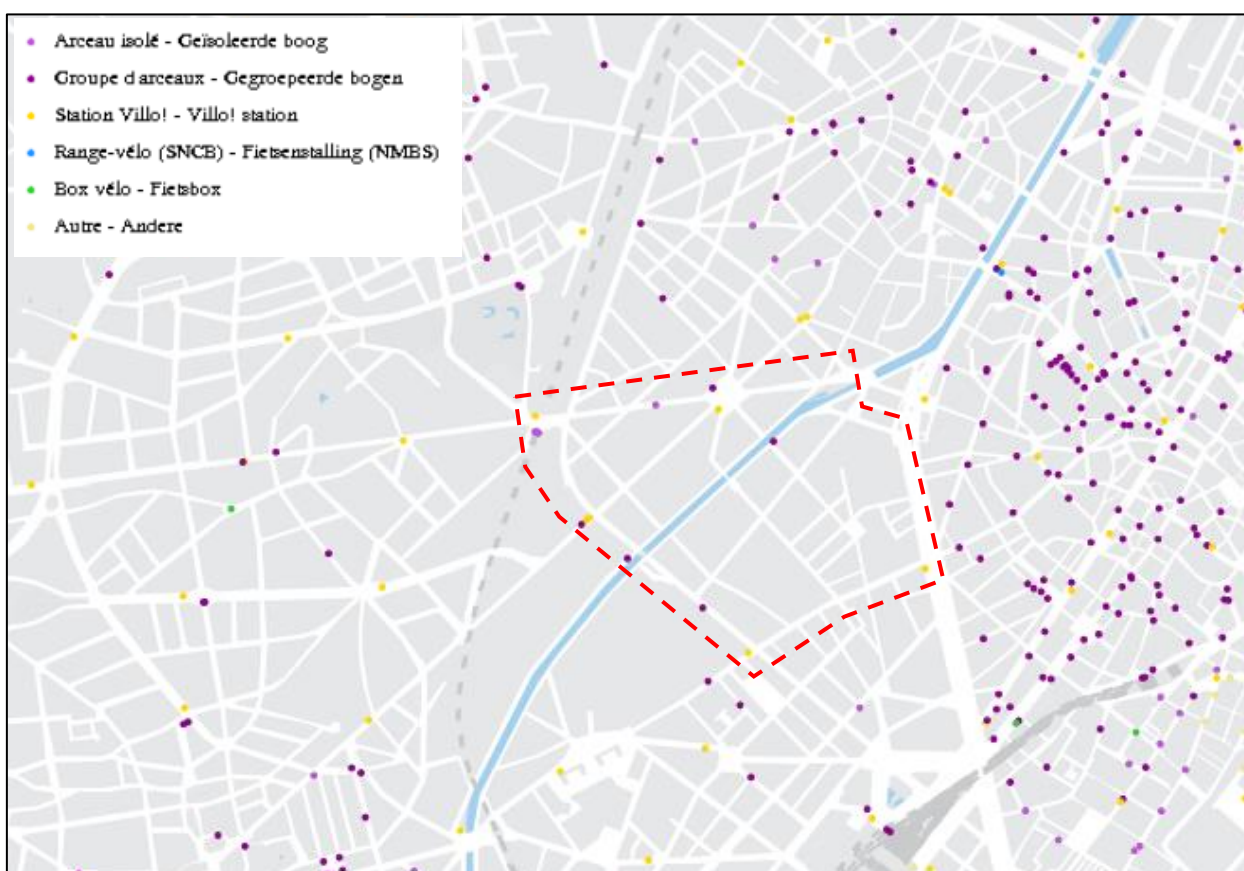 Arceau isolé - Geïsoleerde boog
Groupe d'arceaux - Gegroepeerde bogen
Station Villo! - Villo! station
Range-vélo (SNCB) - Fietsenstalling (NMBS)
Box vélo - Fietsbox
Autre - Andere